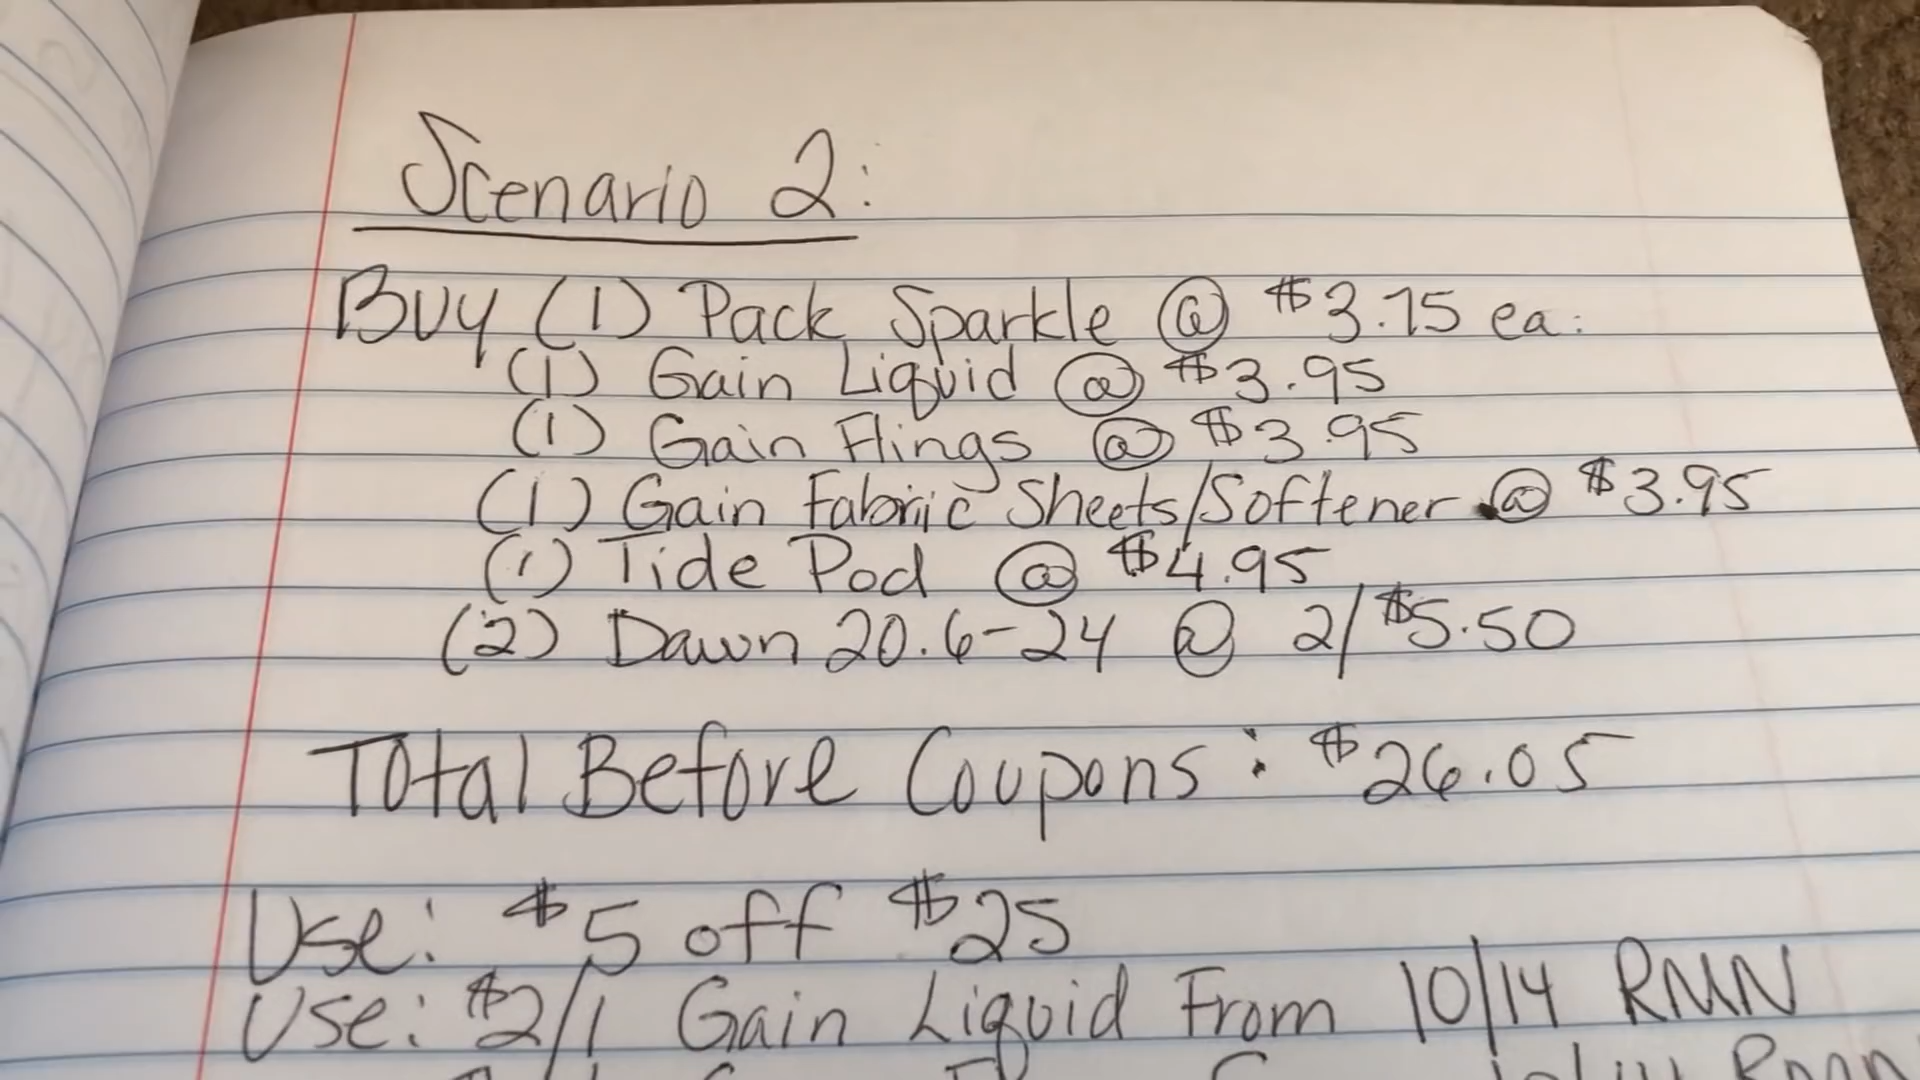 Scenario 2:
Buy (1) Pack Sparkle @ $3.75 ea.
(1) Gain Liquid @ $3.95
(1) Gain Flings @ $3.95
(1) Gain Fabric Sheets/Softener @ $3.95
(1) Tide Pod @ $4.95
(2) Dawn 20.6-24 @ 2/$5.50
Total Before Coupons: $26.05
Use: $5 off $25
Use: $2/1 Gain Liquid From 10/14 RMN